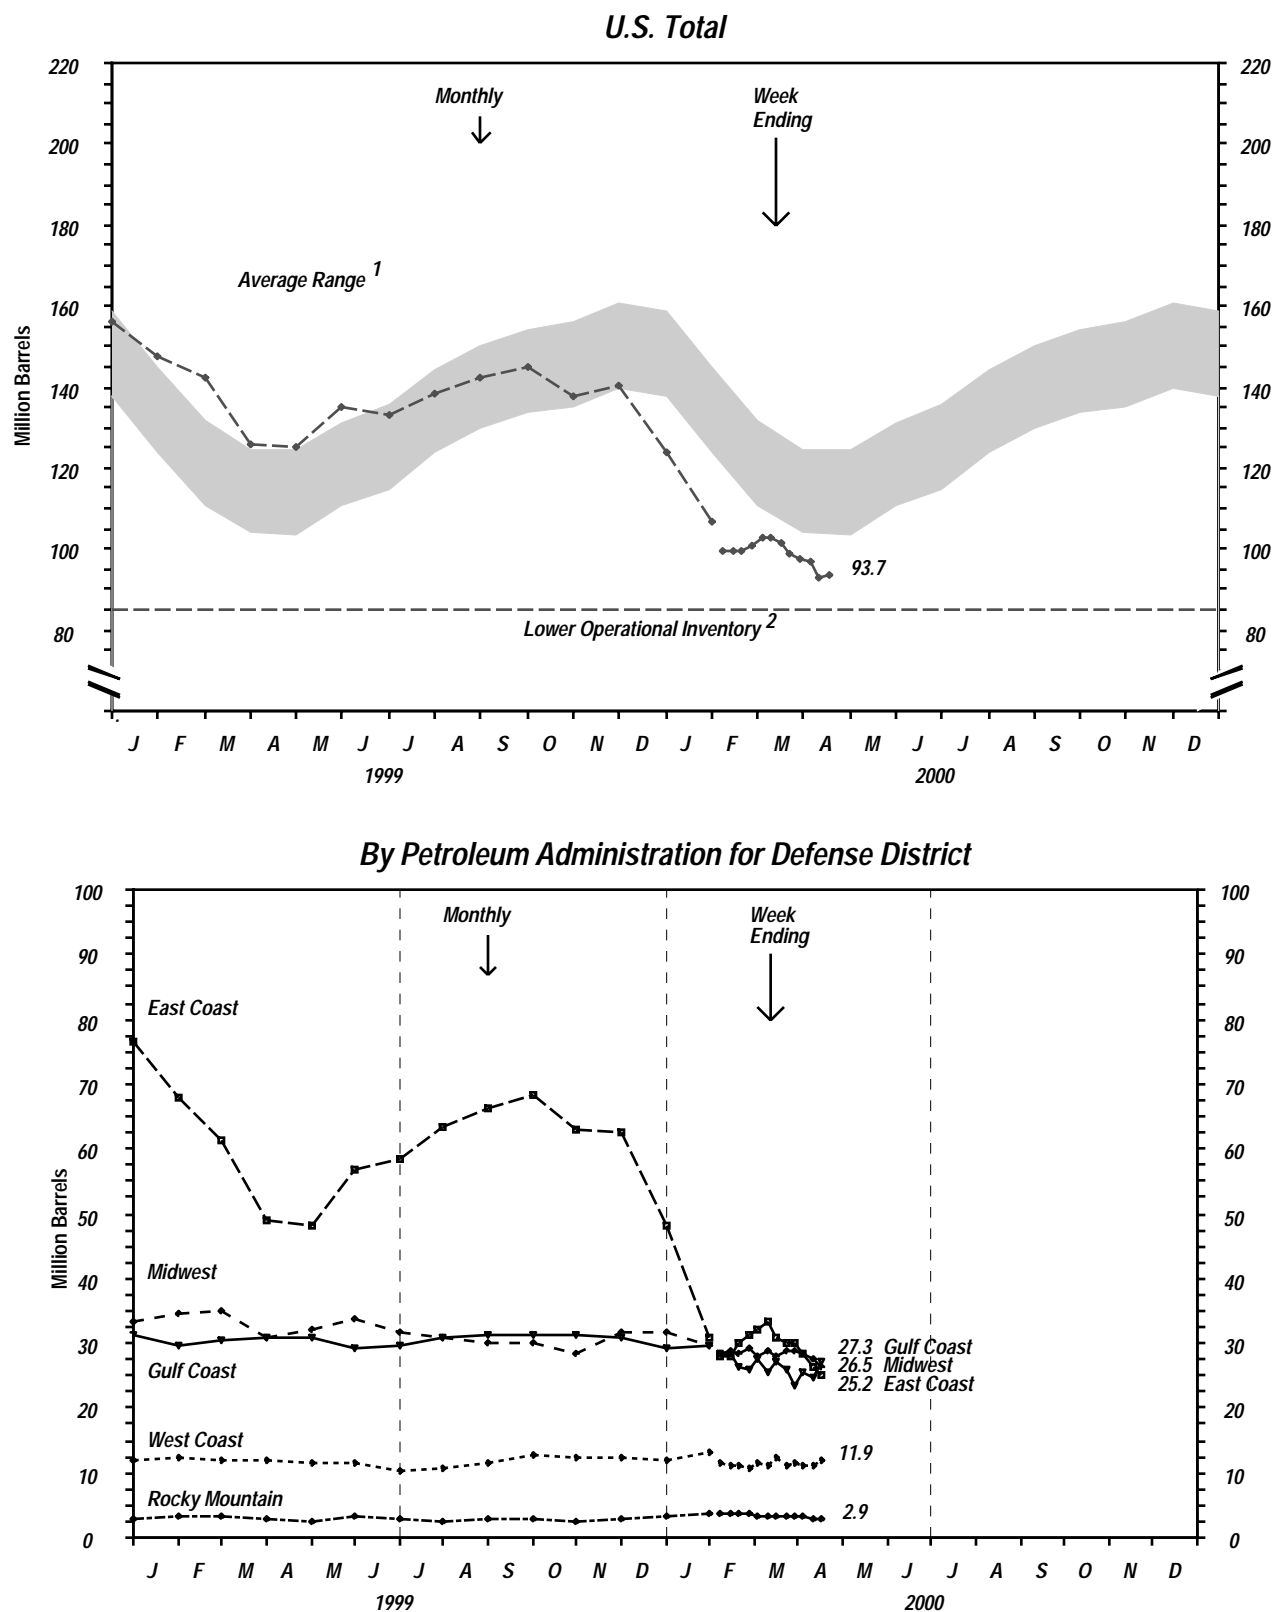 U.S. Total
220 220
Monthly Week
Ending
200 200
180 180
Average Range 1
160 160
140 140
120 120
100 100
93.7
80 80
Lower Operational Inventory 2
Million Barrels
J F M A M J J A S O N D J F M A M J J A S O N D
1999 2000
By Petroleum Administration for Defense District
100 100
Monthly Week
Ending
90 90
East Coast
80 80
70 70
60 60
50 50
Million Barrels
40 40
Midwest
30 30
27.3 Gulf Coast
26.5 Midwest
25.2 East Coast
Gulf Coast
20 20
West Coast 11.9
10 10
Rocky Mountain 2.9
0 0
J F M A M J J A S O N D J F M A M J J A S O N D
1999 2000